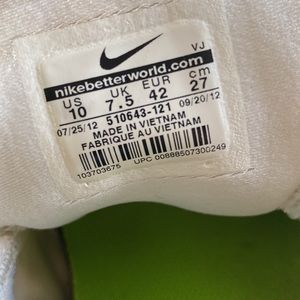 VJ
nikebetterworld.com
US UK EUR cm
10 7.5 42 27
07/25/12 510643-121 09/20/12
MADE IN VIETNAM
FABRIQUE AU VIETNAM
103703675 UPC 00888507300249